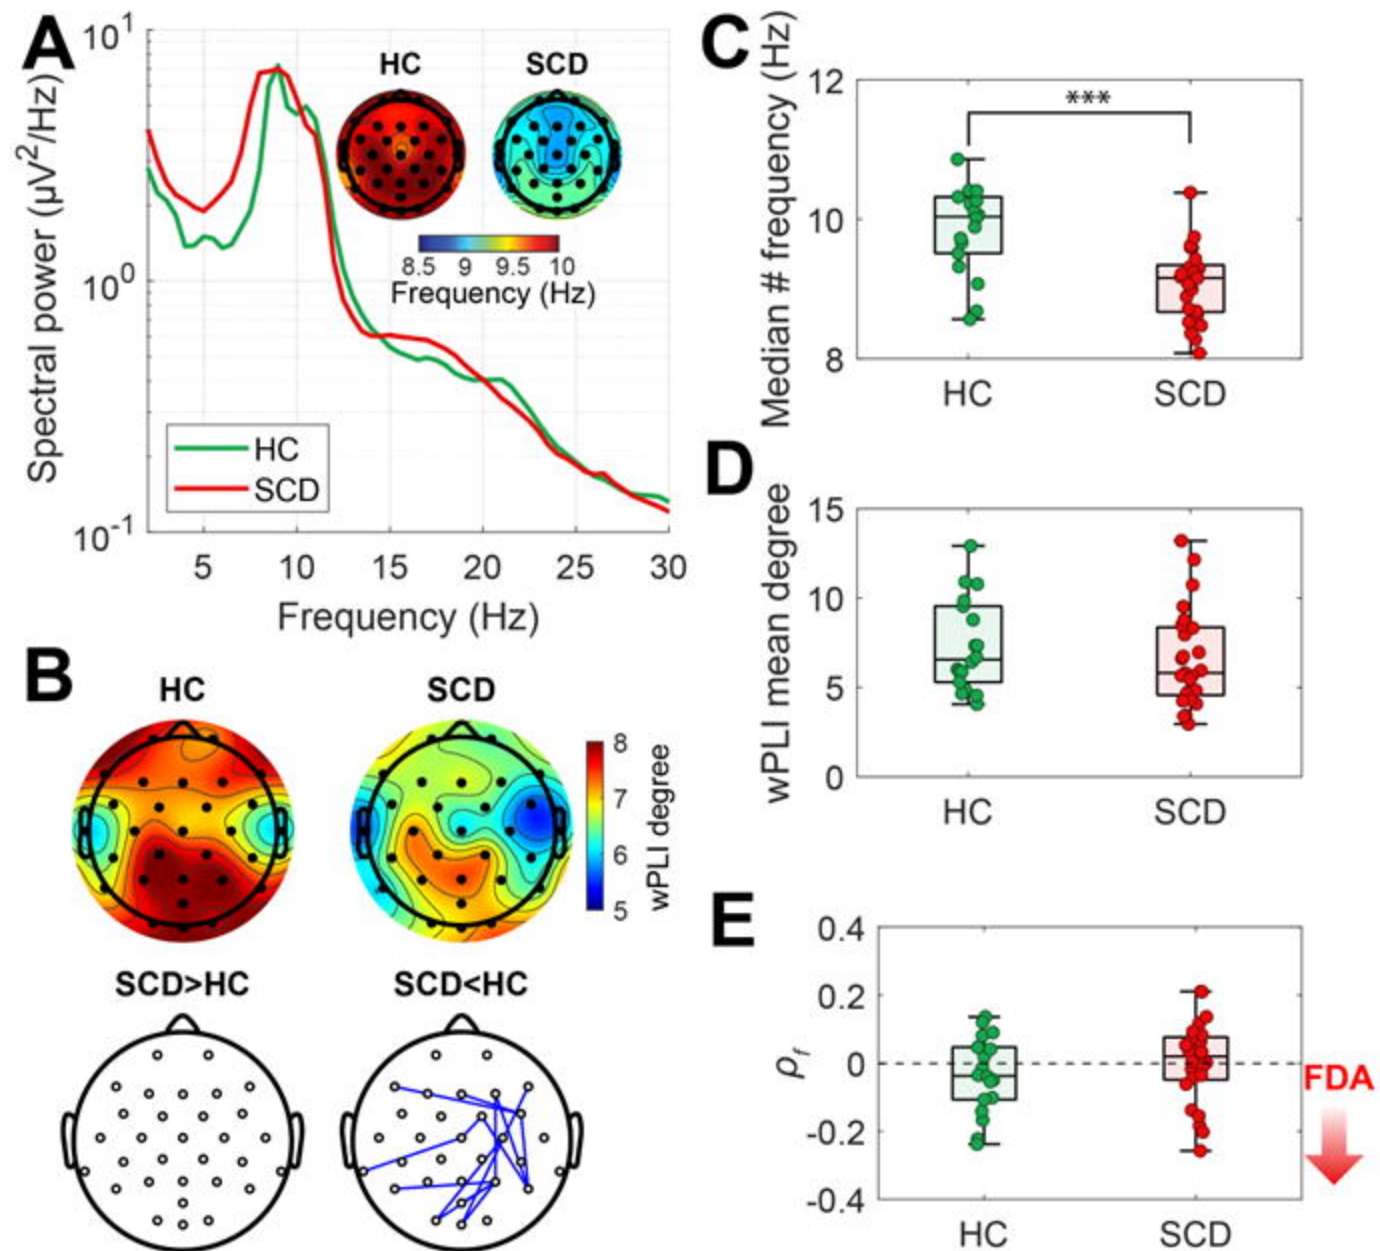 A
10^1
10^0
10^-1
Spectral power (µV²/Hz)
HC
SCD
8.5 9 9.5 10
Frequency (Hz)
HC
SCD
5 10 15 20 25 30
Frequency (Hz)
B
HC SCD
8
7
6
5
wPLI degree
SCD>HC SCD<HC
C
Median # frequency (Hz)
12
10
8
***
HC SCD
D
wPLI mean degree
15
10
5
0
HC SCD
E
ρf
0.4
0.2
0
-0.2
-0.4
FDA
HC SCD